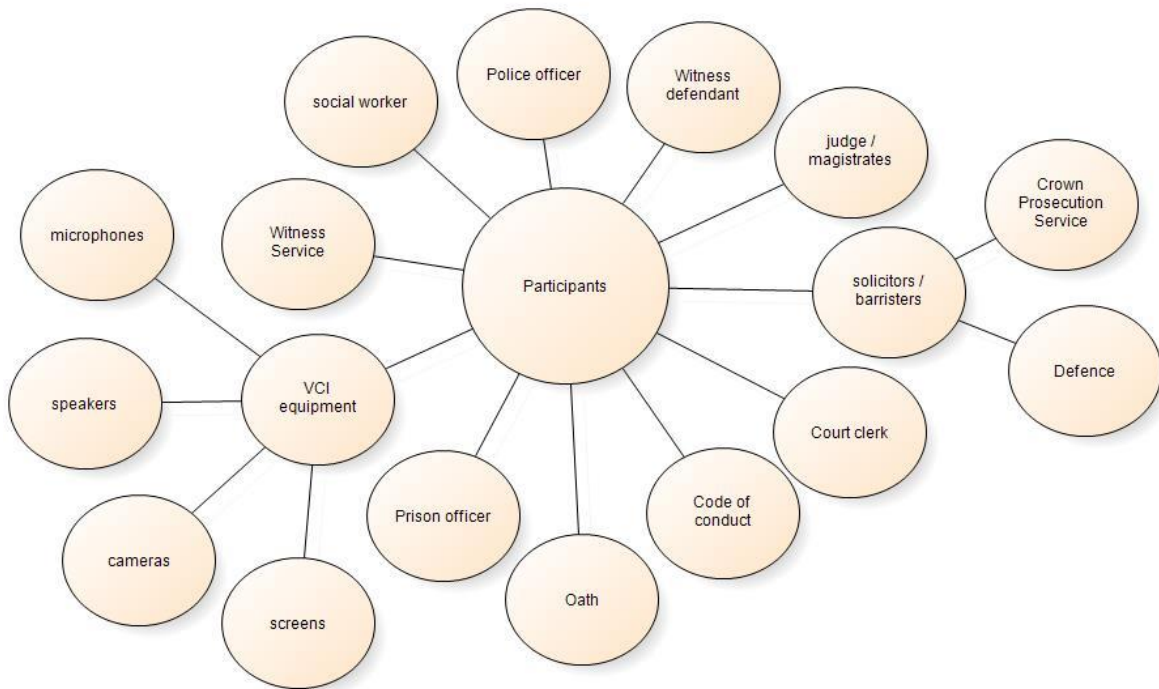 Police officer
Witness
defendant
social worker
judge /
magistrates
Crown
Prosecution
Service
microphones
Witness
Service
Participants
solicitors /
barristers
Defence
speakers
VCI
equipment
Court clerk
Prison officer
Code of
conduct
cameras
Oath
screens